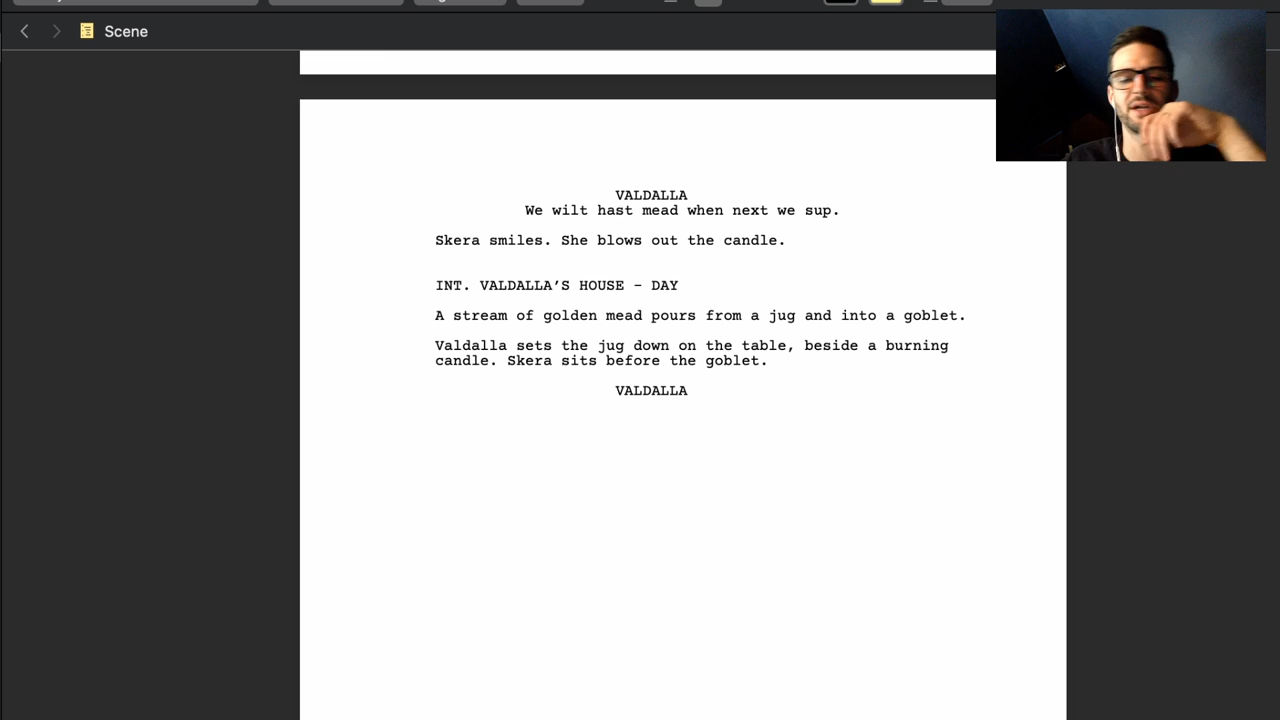 Scene
VALDALLA
We wilt hast mead when next we sup.
Skera smiles. She blows out the candle.
INT. VALDALLA’S HOUSE - DAY
A stream of golden mead pours from a jug and into a goblet.
Valdalla sets the jug down on the table, beside a burning
candle. Skera sits before the goblet.
VALDALLA